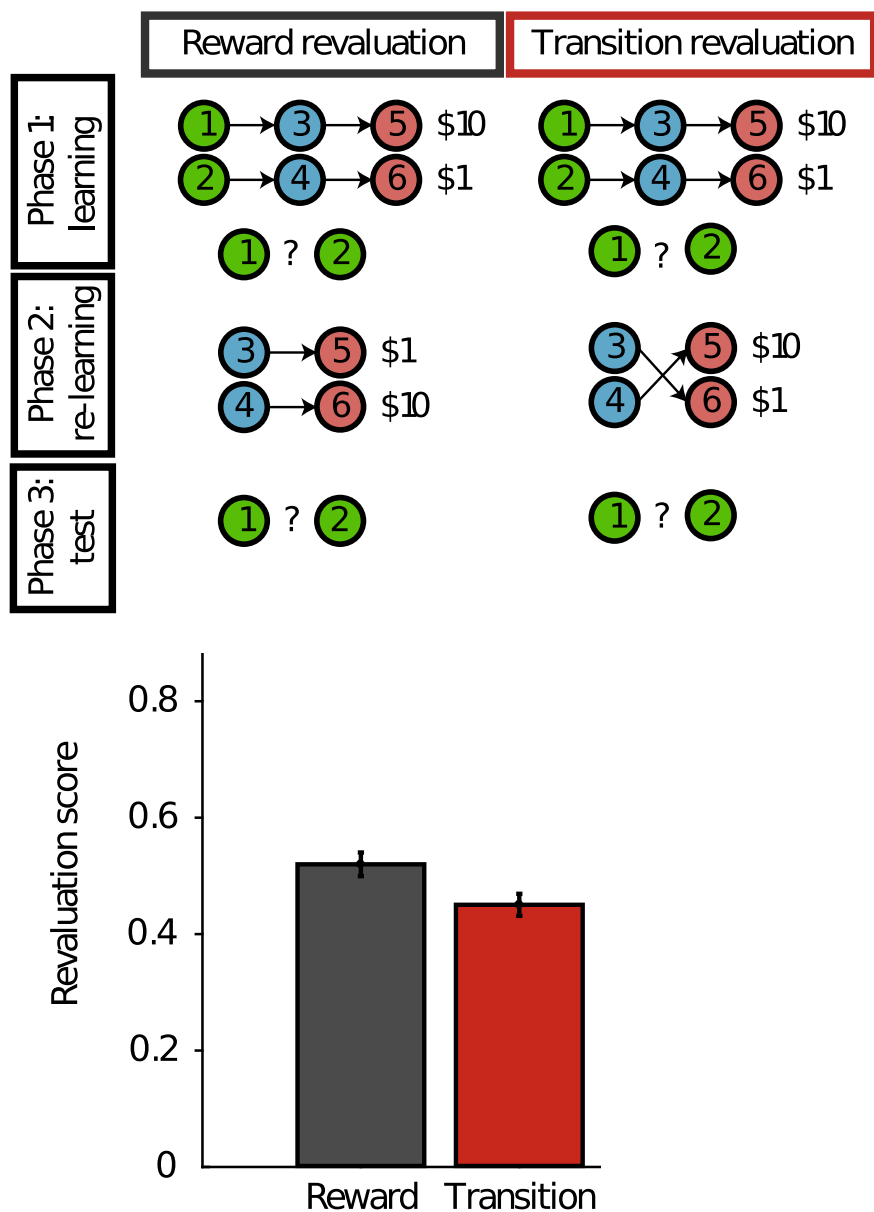 Reward revaluation
Transition revaluation
Phase 1:
learning
1 3 5 $10
2 4 6 $1
1 ? 2
1 3 5 $10
2 4 6 $1
1 ? 2
Phase 2:
re-learning
3 5 $1
4 6 $10
3 5 $10
4 6 $1
Phase 3:
test
1 ? 2
1 ? 2
Revaluation score
0.8
0.6
0.4
0.2
0
Reward Transition